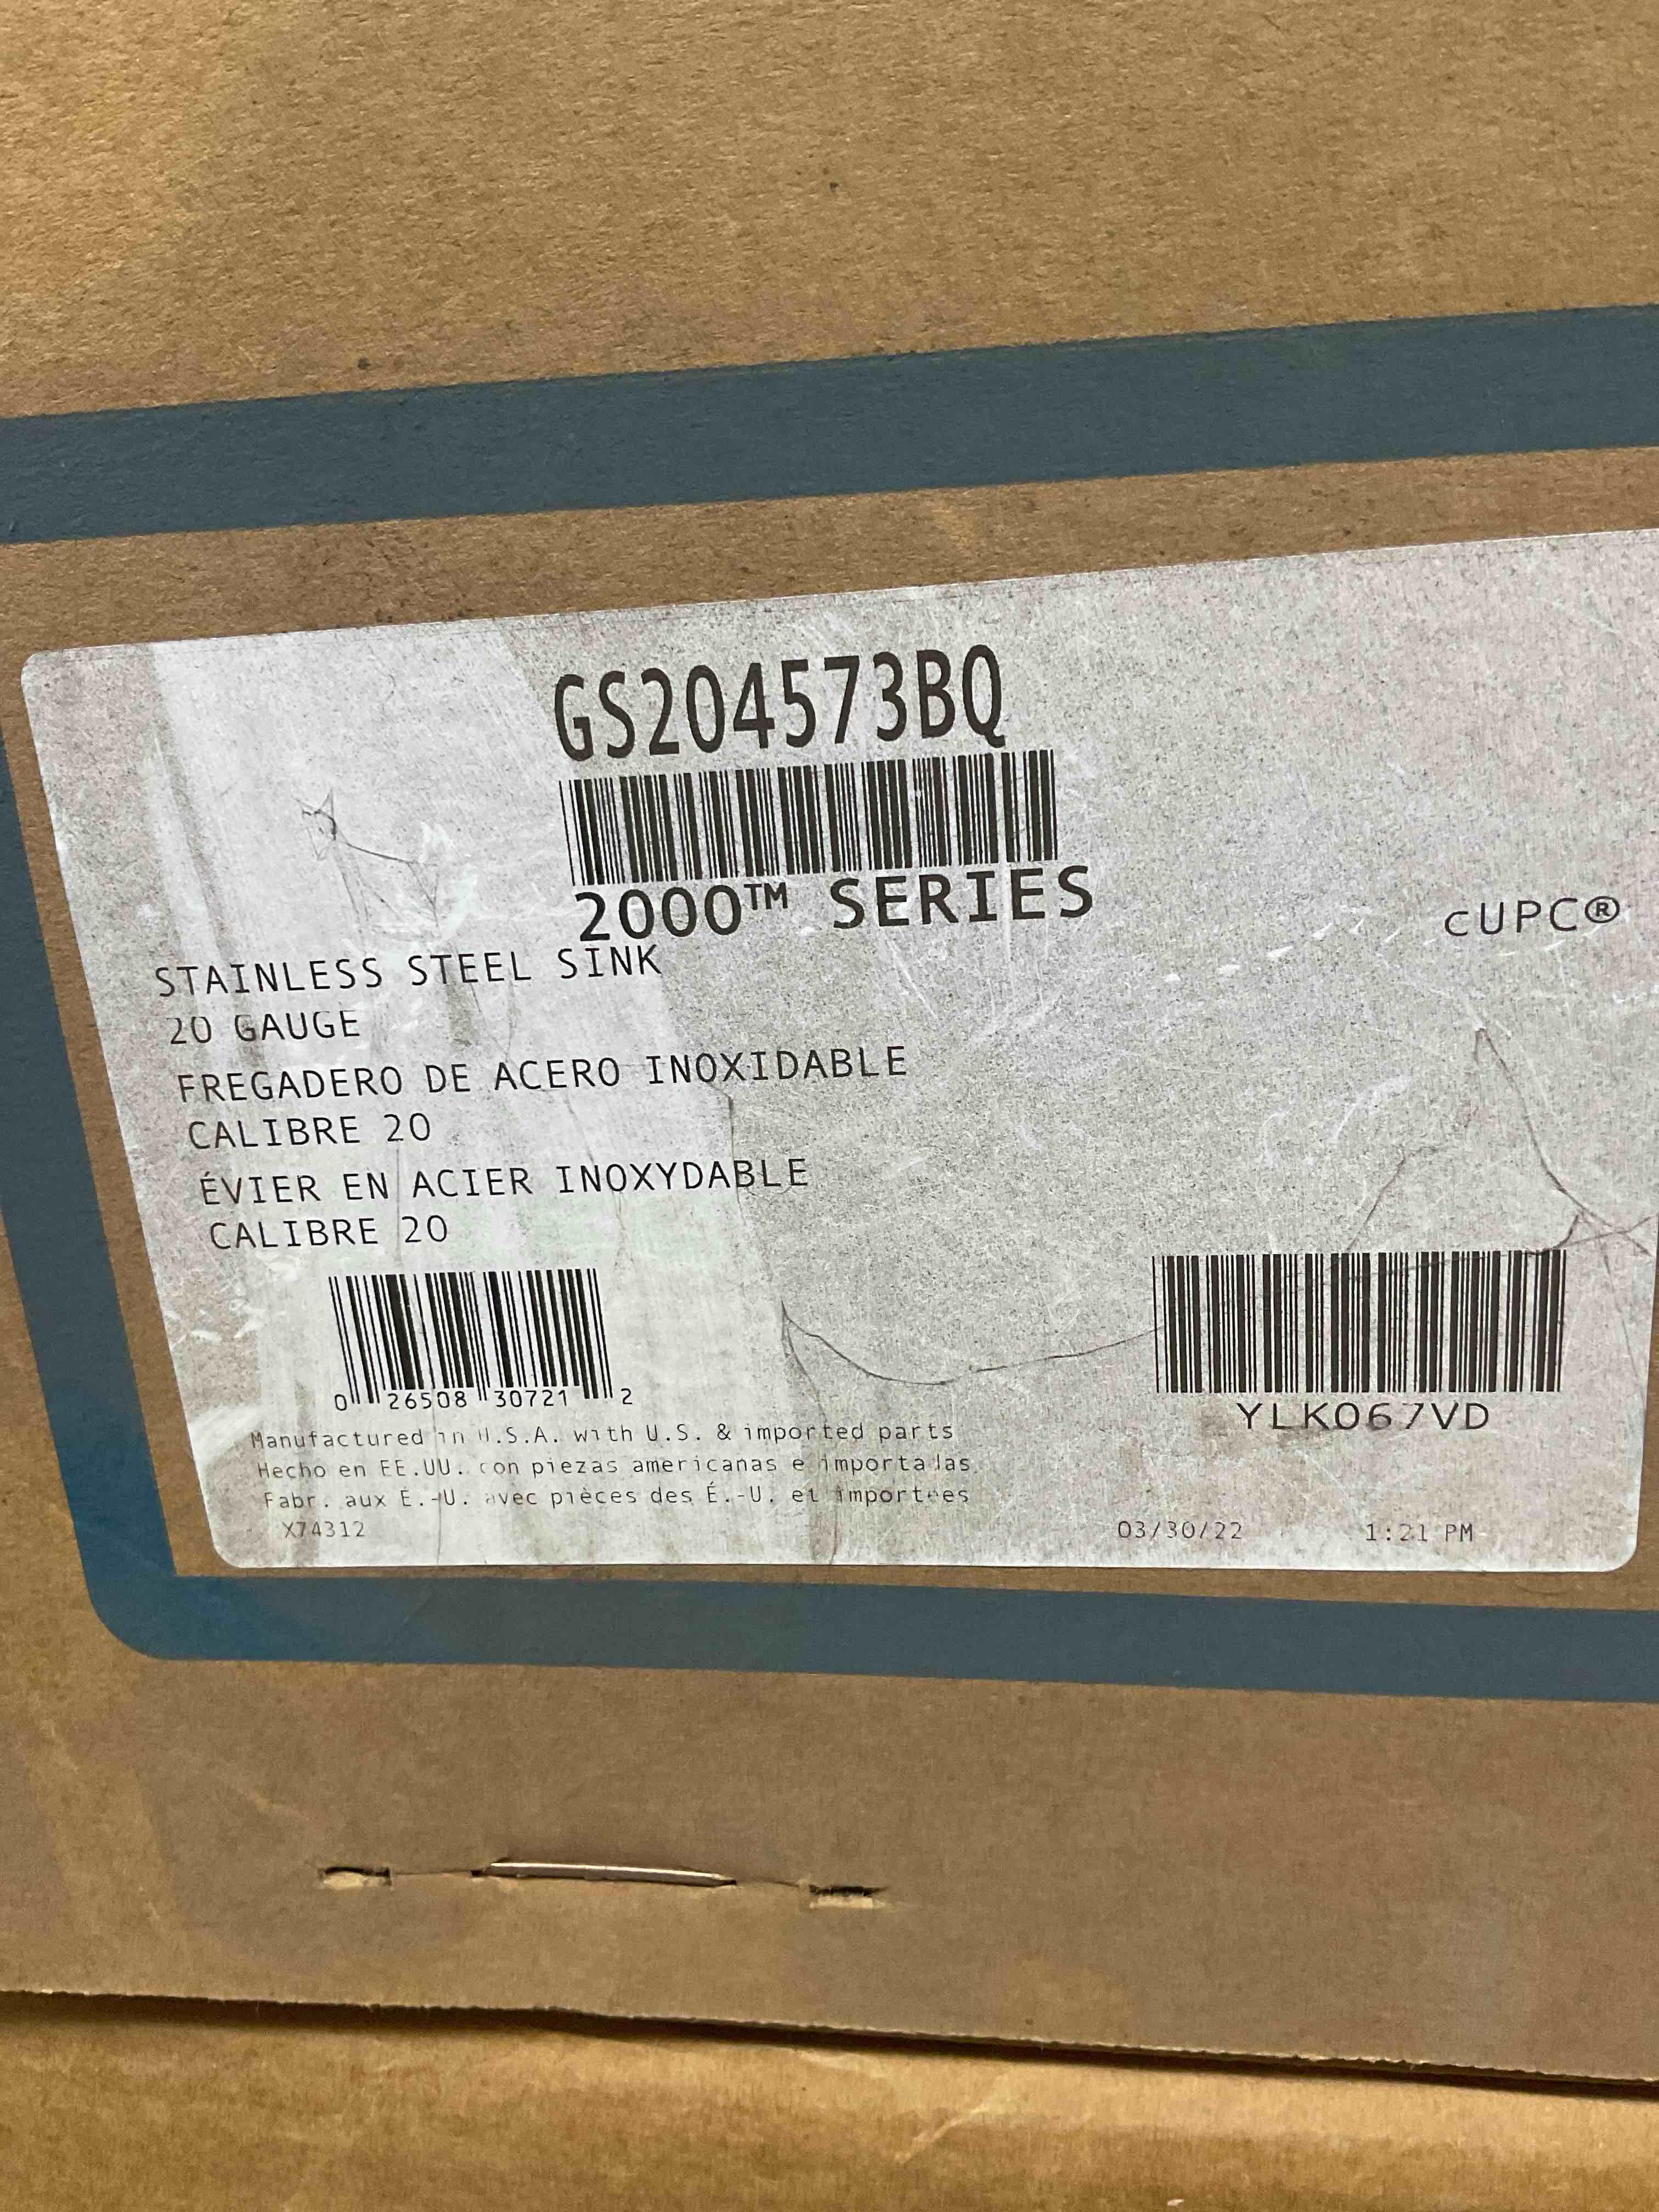 GS204573BQ
2000™ SERIES
cUPC®
STAINLESS STEEL SINK
20 GAUGE
FREGADERO DE ACERO INOXIDABLE
CALIBRE 20
ÉVIER EN ACIER INOXYDABLE
CALIBRE 20
0 26508 30721 2
YLK067VD
Manufactured in U.S.A. with U.S. & imported parts
Hecho en EE.UU. con piezas americanas e importadas
Fabr. aux É.-U. avec pièces des É.-U. et importées
X74312 03/30/22 1:21 PM